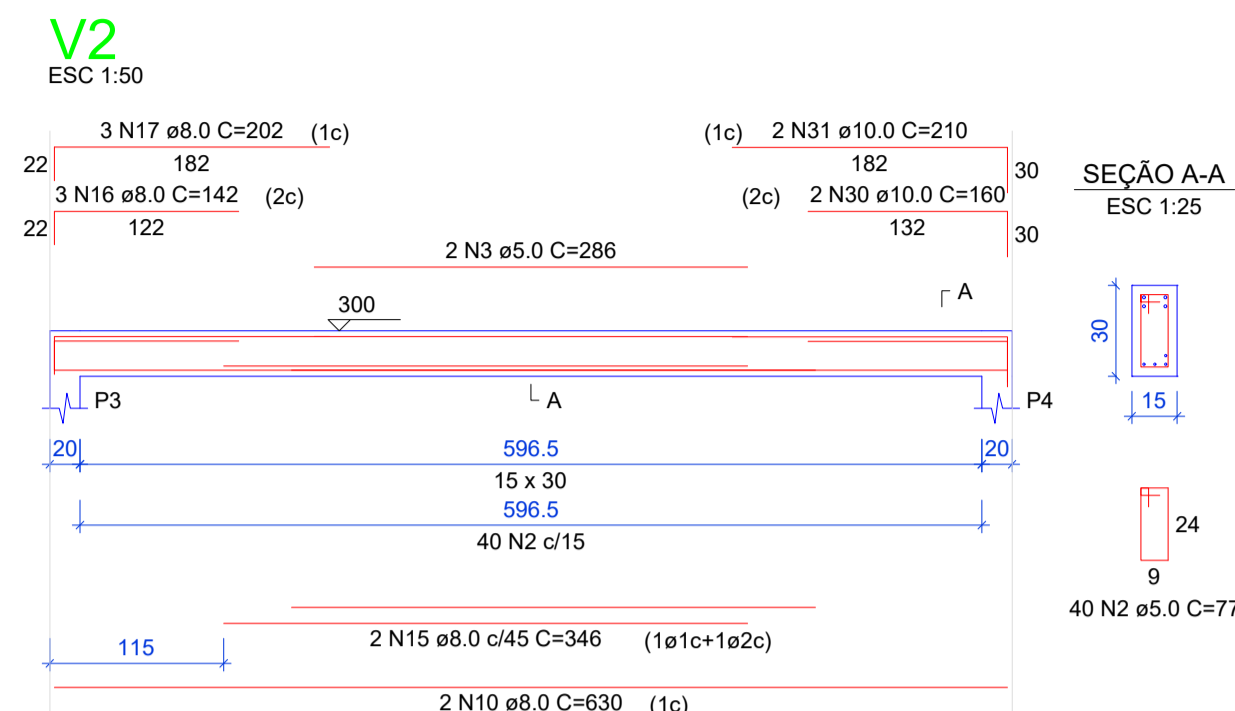 V2
ESC 1:50
3 N17 ø8.0 C=202 (1c)
(1c) 2 N31 ø10.0 C=210
22
182
182
30
SEÇÃO A-A
3 N16 ø8.0 C=142 (2c)
(2c) 2 N30 ø10.0 C=160
ESC 1:25
22
122
132
30
2 N3 ø5.0 C=286
A
300
30
P3
A
P4
15
20
596.5
20
15 x 30
596.5
24
40 N2 c/15
9
40 N2 ø5.0 C=77
2 N15 ø8.0 c/45 C=346 (1ø1c+1ø2c)
115
2 N10 ø8.0 C=630 (1c)